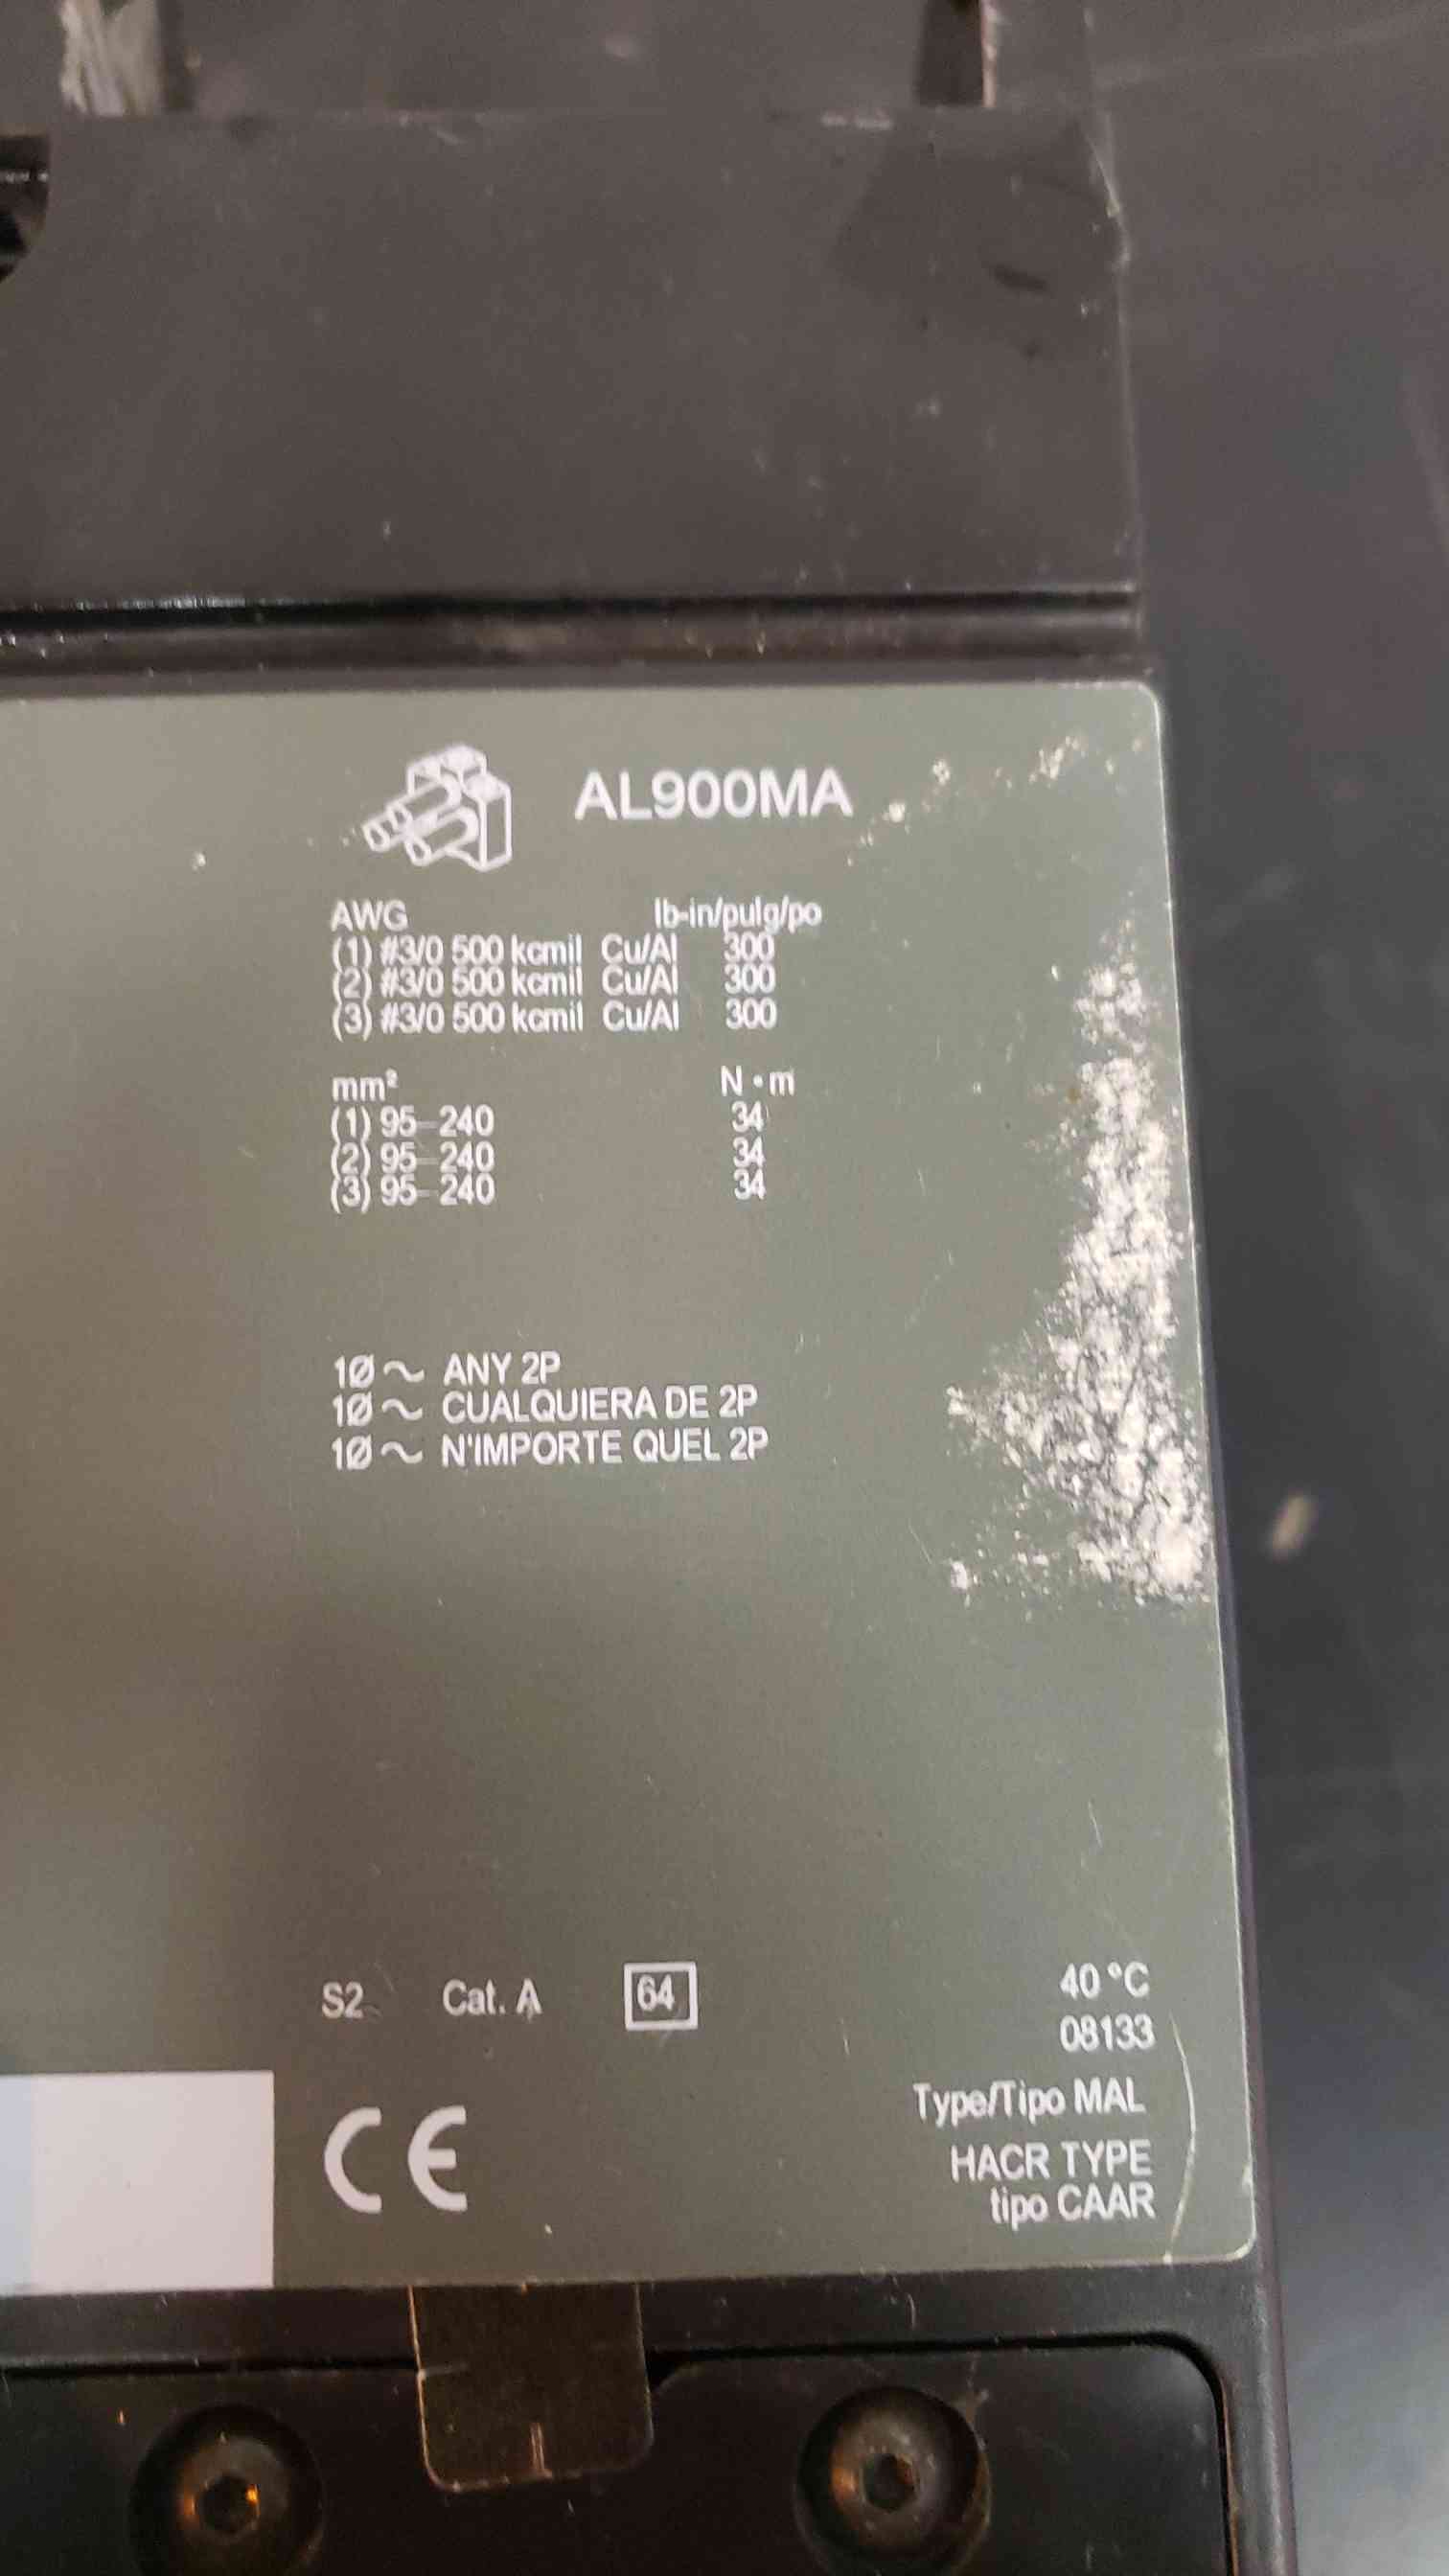 AL900MA
AWG lb-in/pulg/po
(1) #3/0 500 kcmil Cu/Al 300
(2) #3/0 500 kcmil Cu/Al 300
(3) #3/0 500 kcmil Cu/Al 300
mm² N•m
(1) 95-240 34
(2) 95-240 34
(3) 95-240 34
1Ø ~ ANY 2P
1Ø ~ CUALQUIERA DE 2P
1Ø ~ N'IMPORTE QUEL 2P
S2 Cat. A 64
40 °C
08133
Type/Tipo MAL
HACR TYPE
tipo CAAR
CE